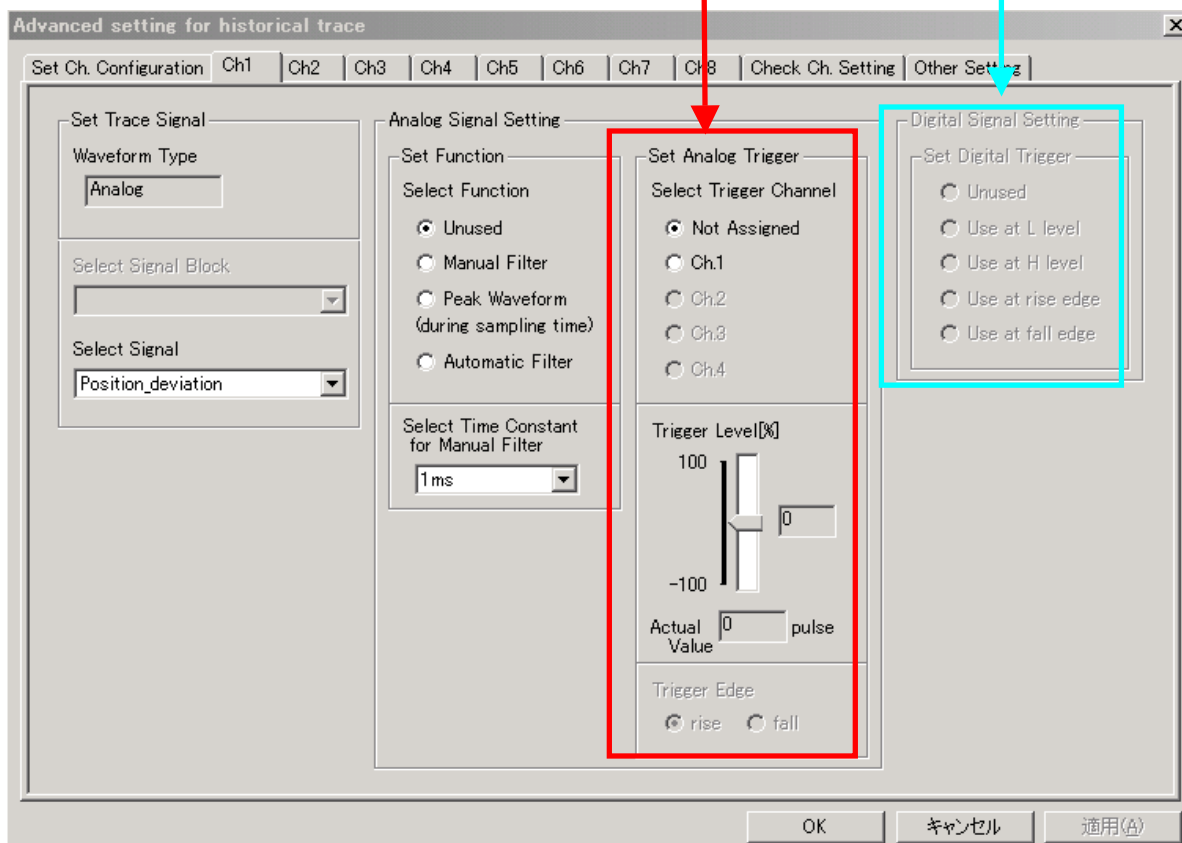 Advanced setting for historical trace
Set Ch. Configuration Ch1 Ch2 Ch3 Ch4 Ch5 Ch6 Ch7 Ch8 Check Ch. Setting Other Setting
Set Trace Signal
Waveform Type
Analog
Select Signal Block
Select Signal
Position_deviation
Analog Signal Setting
Set Function
Select Function
Unused
Manual Filter
Peak Waveform
(during sampling time)
Automatic Filter
Select Time Constant
for Manual Filter
1ms
Set Analog Trigger
Select Trigger Channel
Not Assigned
Ch.1
Ch.2
Ch.3
Ch.4
Trigger Level[%]
100
0
-100
Actual 0 pulse
Value
Trigger Edge
rise fall
Digital Signal Setting
Set Digital Trigger
Unused
Use at L level
Use at H level
Use at rise edge
Use at fall edge
OK キャンセル 適用(A)